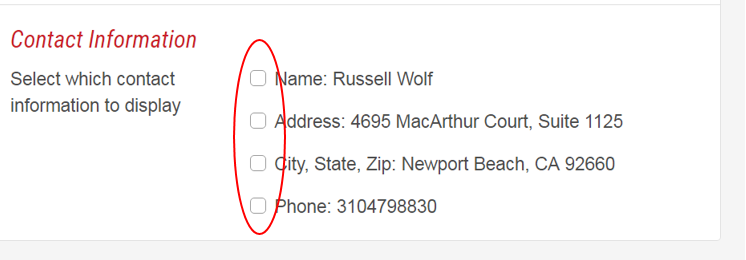 Contact Information
Select which contact
information to display
Name: Russell Wolf
Address: 4695 MacArthur Court, Suite 1125
City, State, Zip: Newport Beach, CA 92660
Phone: 3104798830